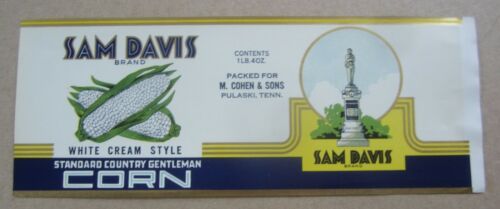 SAM DAVIS
BRAND
WHITE CREAM STYLE
STANDARD COUNTRY GENTLEMAN
CORN
CONTENTS
1 LB. 4 OZ.
PACKED FOR
M. COHEN & SONS
PULASKI, TENN.
SAM DAVIS
BRAND